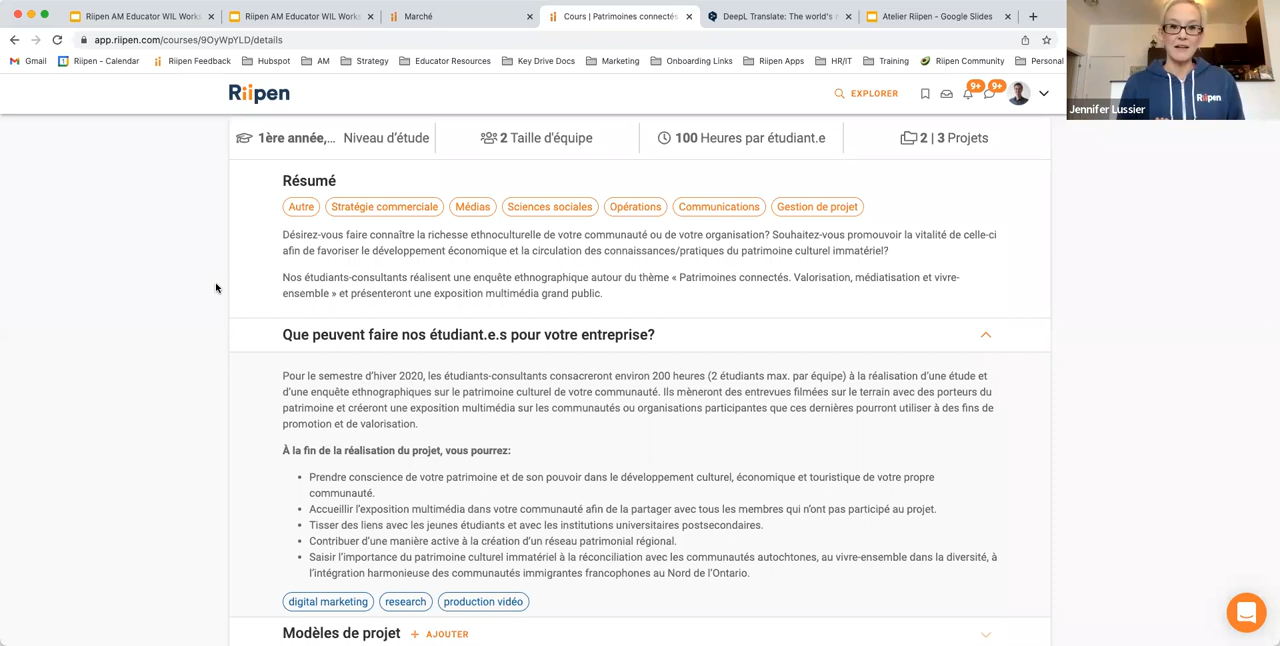 Riipen AM Educator WIL Works
Riipen AM Educator WIL Works
Marché
Cours | Patrimoines connectés
DeepL Translate: The world's
Atelier Riipen - Google Slides
app.riipen.com/courses/9OyWpYLD/details
Gmail
Riipen - Calendar
Riipen Feedback
Hubspot
AM
Strategy
Educator Resources
Key Drive Docs
Marketing
Onboarding Links
Riipen Apps
HR/IT
Training
Riipen Community
Personal
Riipen
EXPLORER
9+
9+
Riipen
Jennifer Lussier
1ère année,... Niveau d'étude
2 Taille d'équipe
100 Heures par étudiant.e
2 | 3 Projets
Résumé
Autre
Stratégie commerciale
Médias
Sciences sociales
Opérations
Communications
Gestion de projet
Désirez-vous faire connaître la richesse ethnoculturelle de votre communauté ou de votre organisation? Souhaitez-vous promouvoir la vitalité de celle-ci
afin de favoriser le développement économique et la circulation des connaissances/pratiques du patrimoine culturel immatériel?
Nos étudiants-consultants réalisent une enquête ethnographique autour du thème « Patrimoines connectés. Valorisation, médiatisation et vivre-
ensemble » et présenteront une exposition multimédia grand public.
Que peuvent faire nos étudiant.e.s pour votre entreprise?
Pour le semestre d'hiver 2020, les étudiants-consultants consacreront environ 200 heures (2 étudiants max. par équipe) à la réalisation d'une étude et
d'une enquête ethnographiques sur le patrimoine culturel de votre communauté. Ils mèneront des entrevues filmées sur le terrain avec des porteurs du
patrimoine et créeront une exposition multimédia sur les communautés ou organisations participantes que ces dernières pourront utiliser à des fins de
promotion et de valorisation.
À la fin de la réalisation du projet, vous pourrez:
• Prendre conscience de votre patrimoine et de son pouvoir dans le développement culturel, économique et touristique de votre propre
communauté.
• Accueillir l'exposition multimédia dans votre communauté afin de la partager avec tous les membres qui n'ont pas participé au projet.
• Tisser des liens avec les jeunes étudiants et avec les institutions universitaires postsecondaires.
• Contribuer d'une manière active à la création d'un réseau patrimonial régional.
• Saisir l'importance du patrimoine culturel immatériel à la réconciliation avec les communautés autochtones, au vivre-ensemble dans la diversité, à
l'intégration harmonieuse des communautés immigrantes francophones au Nord de l'Ontario.
digital marketing
research
production vidéo
Modèles de projet + AJOUTER